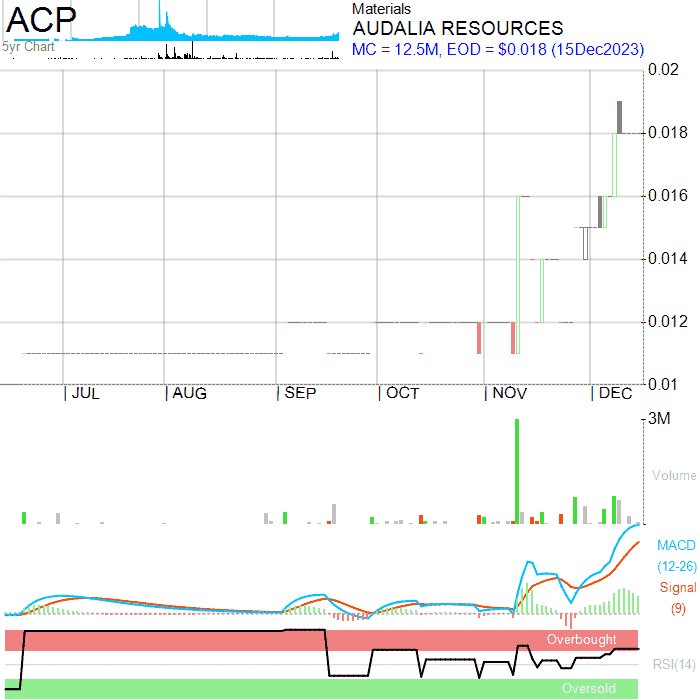 ACP
5yr Chart
Materials
AUDALIA RESOURCES
MC = 12.5M, EOD = $0.018 (15Dec2023)
0.02
0.018
0.016
0.014
0.012
0.01
| JUL | AUG | SEP | OCT | NOV | DEC
3M
Volume
MACD
(12-26)
Signal
(9)
Overbought
RSI(14)
Oversold